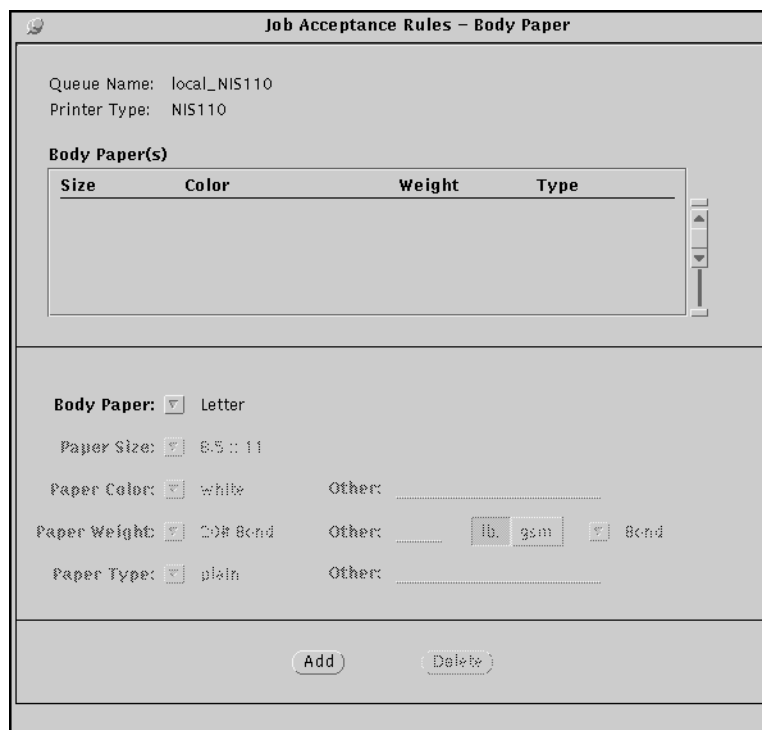 Job Acceptance Rules – Body Paper
Queue Name: local_NIS110
Printer Type: NIS110
Body Paper(s)
Size Color Weight Type
Body Paper: Letter
Paper Size: 8.5 :: 11
Paper Color: white Other:
Paper Weight: 20# Bond Other: lb. gsm Bond
Paper Type: plain Other:
Add Delete